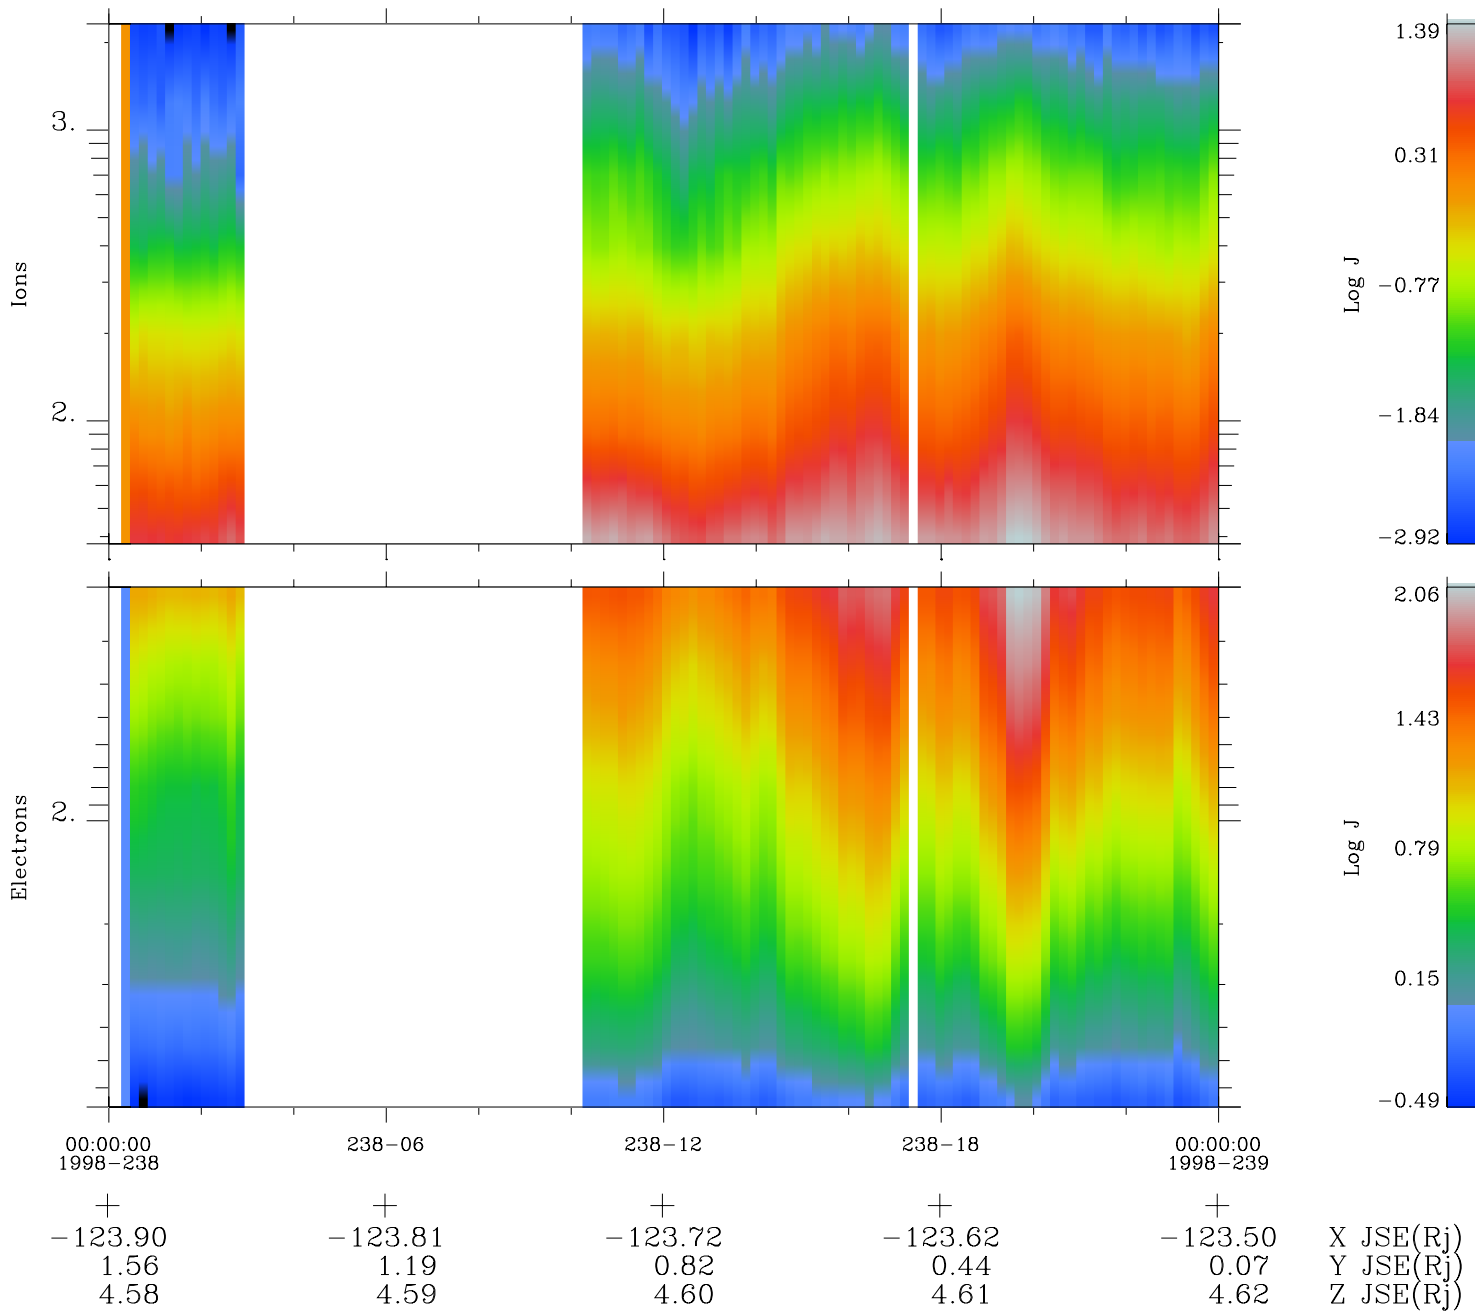 3.
2.
Ions
1.39
0.31
-0.77
-1.84
-2.92
Log J
2.
Electrons
2.06
1.43
0.79
0.15
-0.49
Log J
00:00:00 238-06 238-12 238-18 00:00:00
1998-238 1998-239
-123.90 -123.81 -123.72 -123.62 -123.50 X JSE(Rj)
1.56 1.19 0.82 0.44 0.07 Y JSE(Rj)
4.58 4.59 4.60 4.61 4.62 Z JSE(Rj)